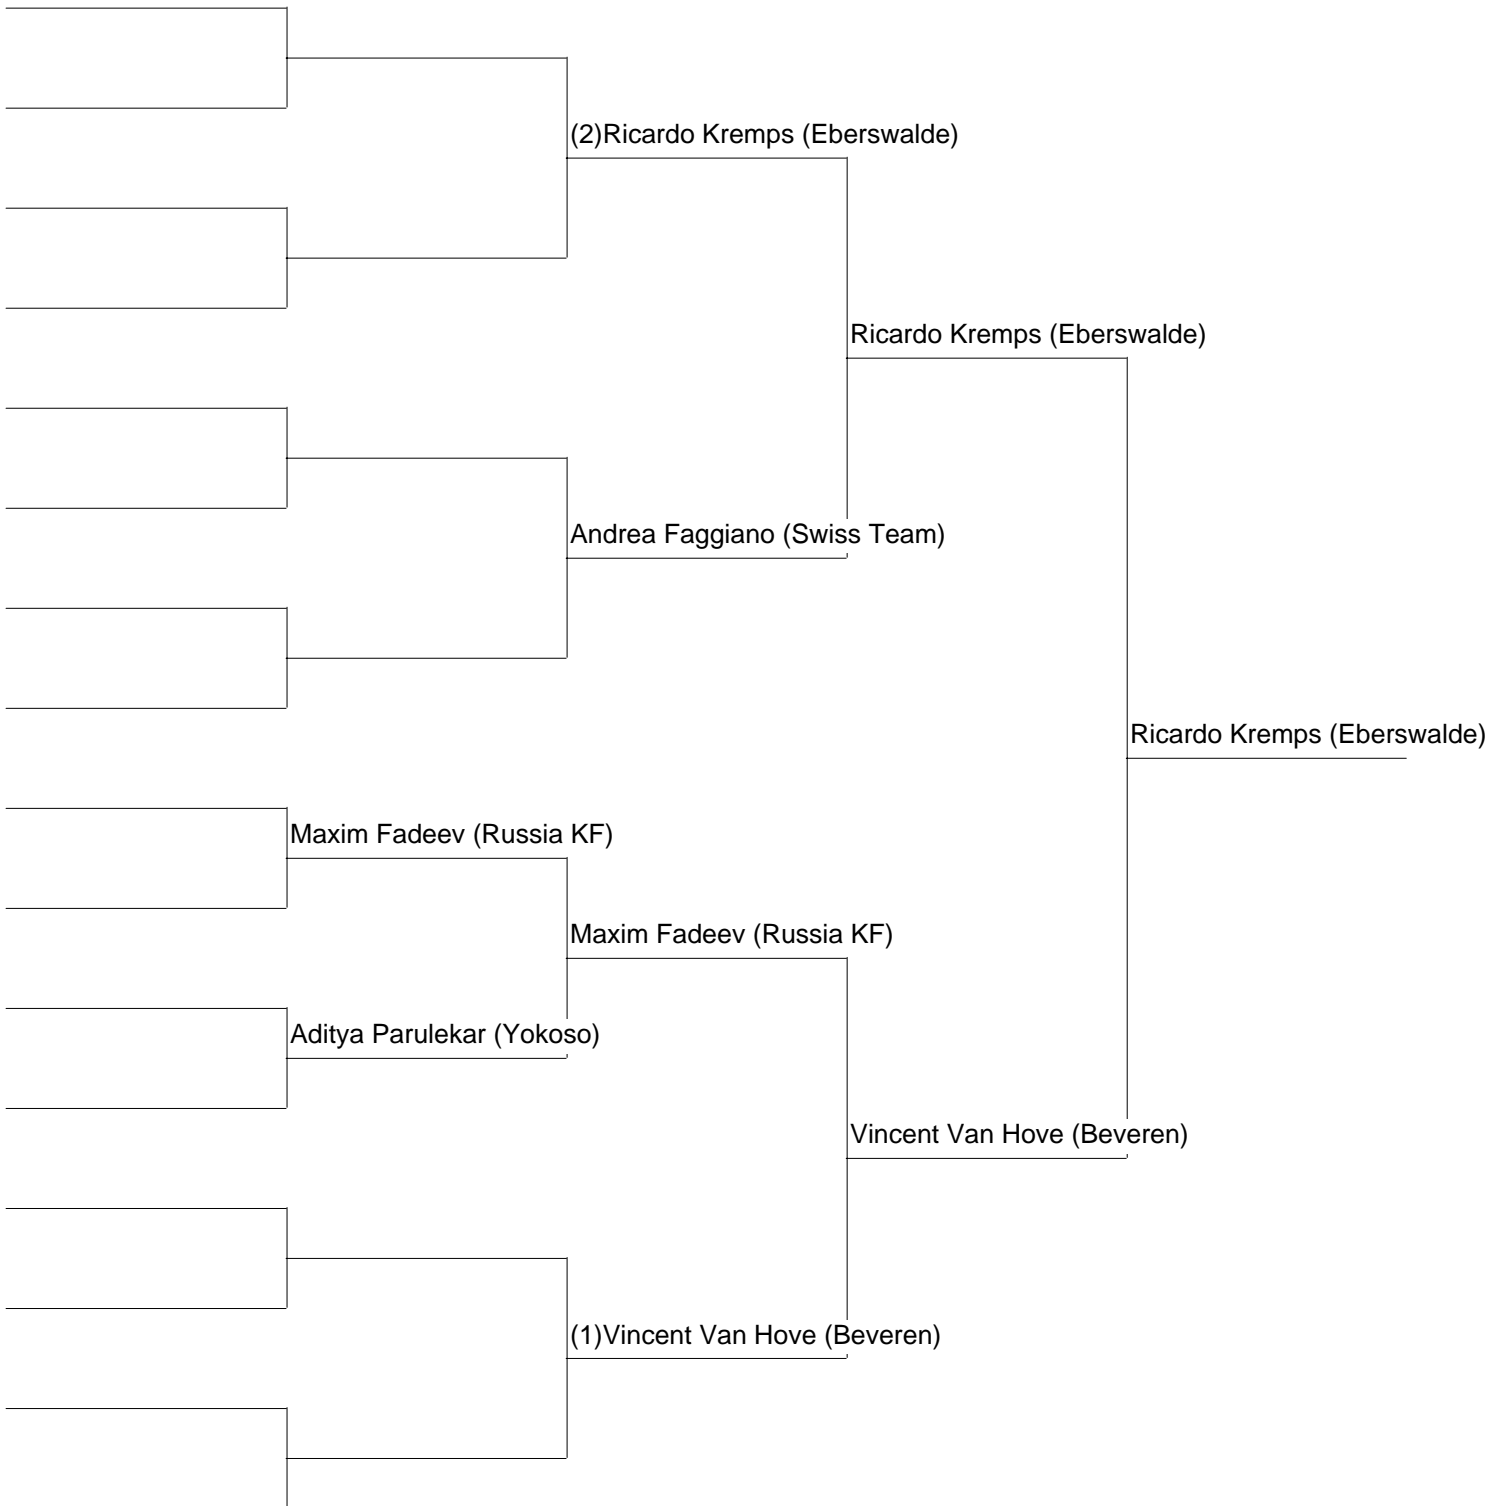 (2)Ricardo Kremps (Eberswalde)
Ricardo Kremps (Eberswalde)
Andrea Faggiano (Swiss Team)
Ricardo Kremps (Eberswalde)
Maxim Fadeev (Russia KF)
Maxim Fadeev (Russia KF)
Aditya Parulekar (Yokoso)
Vincent Van Hove (Beveren)
(1)Vincent Van Hove (Beveren)